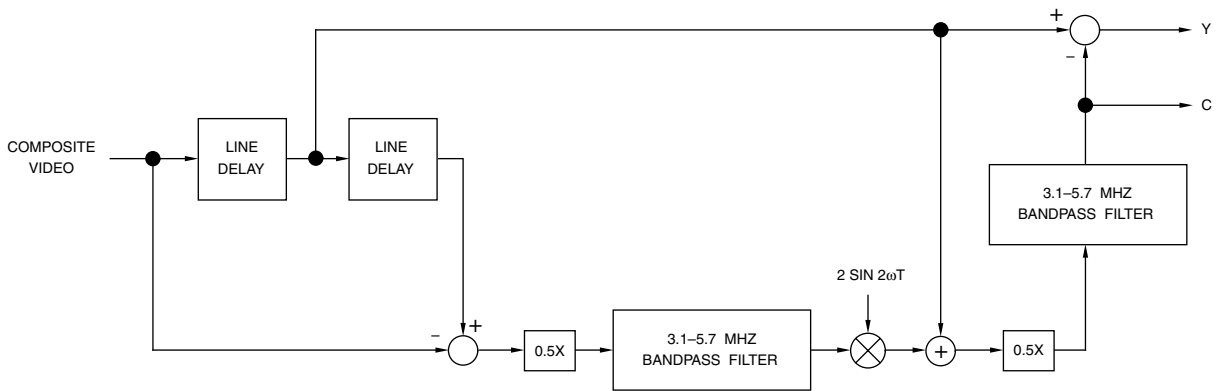 +
Y
–
C
COMPOSITE
VIDEO
LINE
DELAY
LINE
DELAY
3.1–5.7 MHZ
BANDPASS FILTER
2 SIN 2ωT
–
+
0.5X
3.1–5.7 MHZ
BANDPASS FILTER
+
0.5X